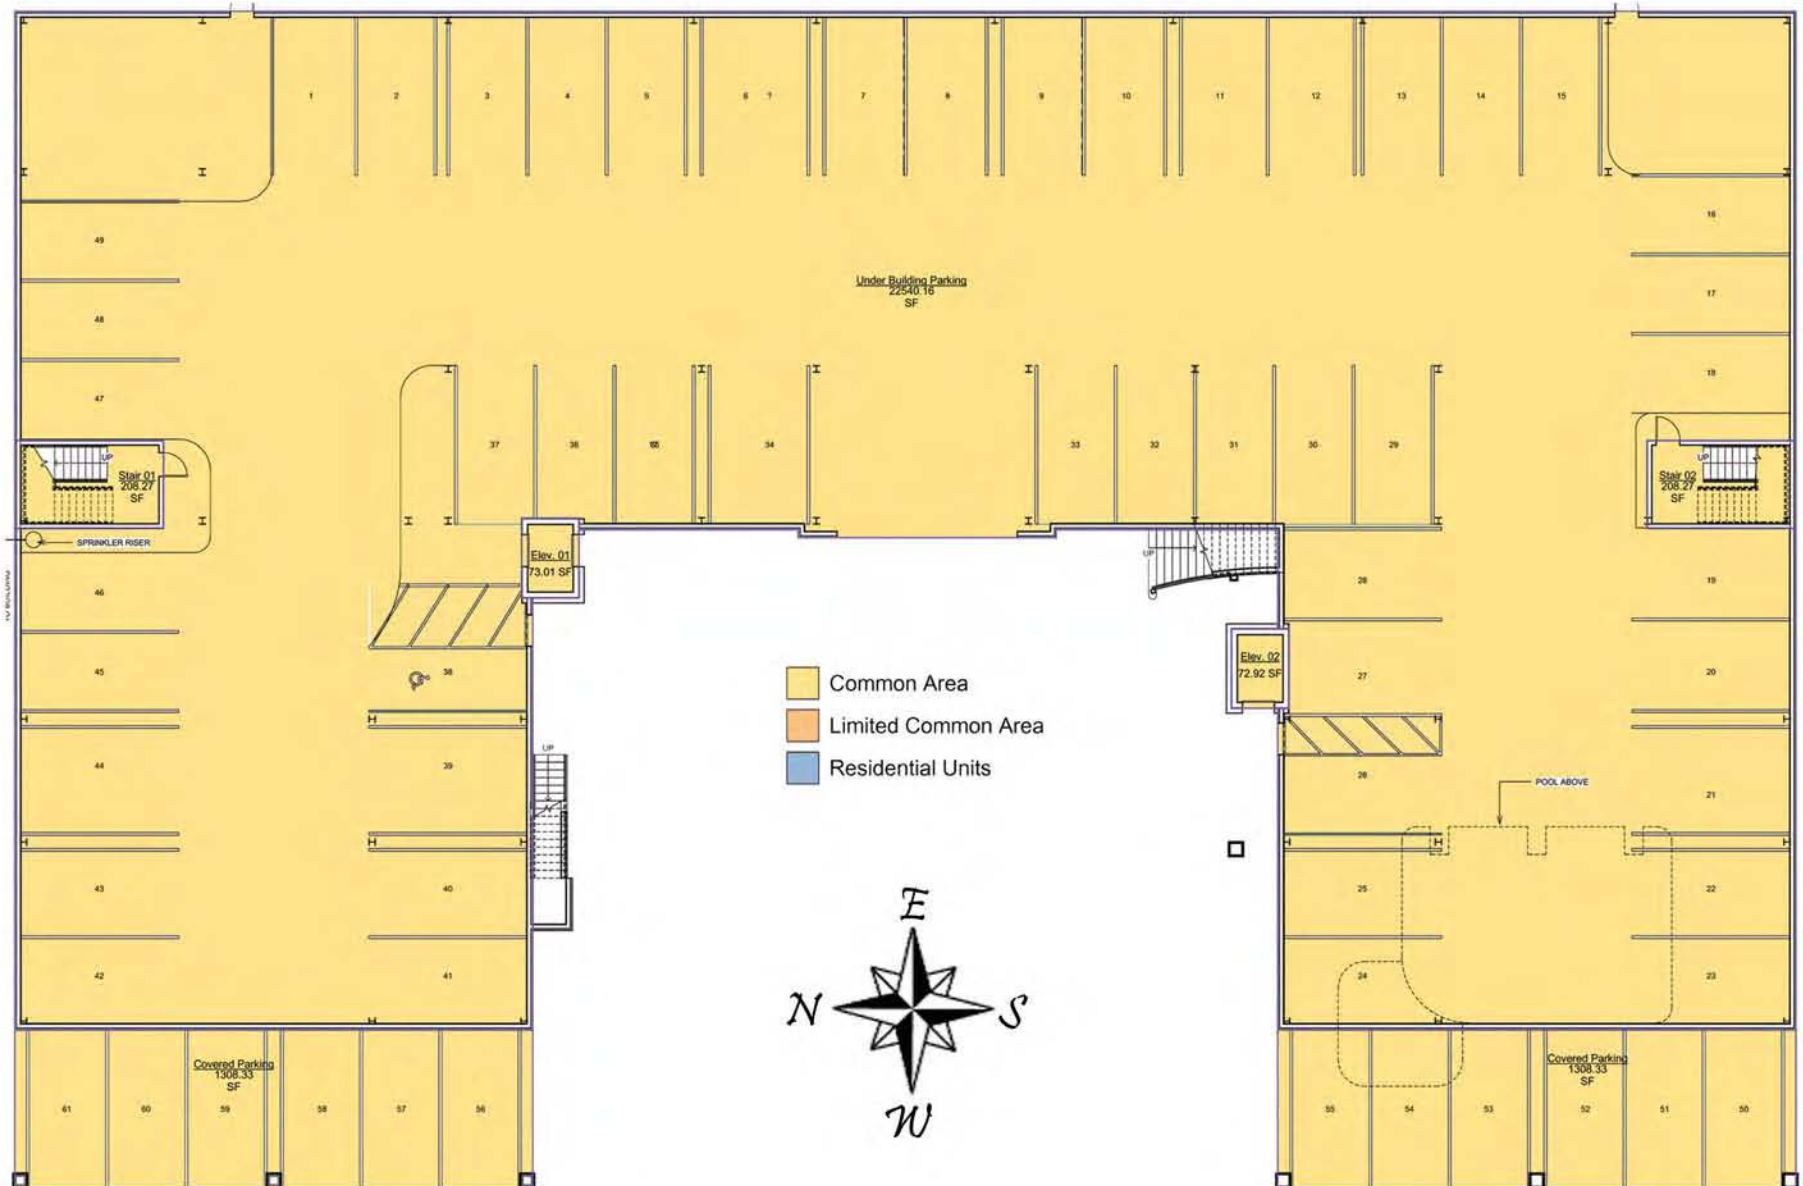 1 2 3 4 5 6 ? 7 8 9 10 11 12 13 14 15
49
16
Under Building Parking
22540.16
SF
17
48
18
47
37 36 34 33 32 31 30 29
UP
Stair 01
208.27
SF
UP
Stair 02
208.27
SF
SPRINKLER RISER
Elev. 01
73.01 SF
UP
46
28
19
45
38
Elev. 02
72.92 SF
27
20
Common Area
Limited Common Area
Residential Units
44
39
UP
26
POOL ABOVE
21
43
40
25
22
E
42
41
24
23
N S
W
Covered Parking
1308.33
SF
Covered Parking
1308.33
SF
61 60 59 58 57 56
55 54 53 52 51 50